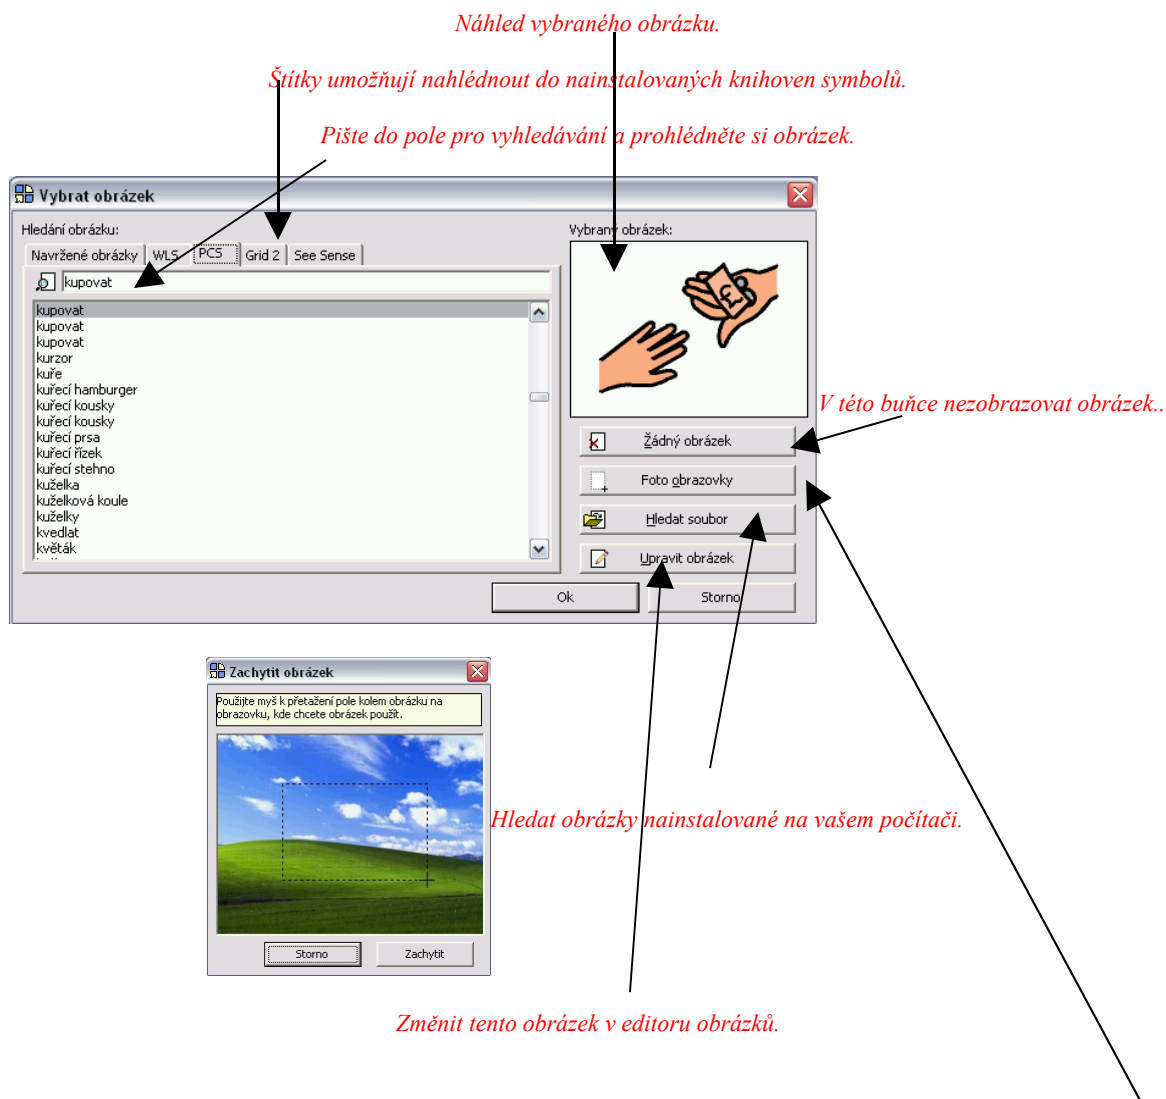 Náhled vybraného obrázku.
Štítky umožňují nahlédnout do nainstalovaných knihoven symbolů.
Pište do pole pro vyhledávání a prohlédněte si obrázek.
Vybrat obrázek
Hledání obrázku:
Navržené obrázky WLS PCS Grid 2 See Sense
kupovat
kupovat
kupovat
kupovat
kurzor
kuře
kuřecí hamburger
kuřecí kousky
kuřecí kousky
kuřecí prsa
kuřecí řízek
kuřecí stehno
kuželka
kuželková koule
kuželky
kvedlat
květák
Vybraný obrázek:
V této buňce nezobrazovat obrázek..
Žádný obrázek
Foto obrazovky
Hledat soubor
Upravit obrázek
Ok Storno
Zachytit obrázek
Použijte myš k přetažení pole kolem obrázku na
obrazovku, kde chcete obrázek použít.
Hledat obrázky nainstalované na vašem počítači.
Storno Zachytit
Změnit tento obrázek v editoru obrázků.